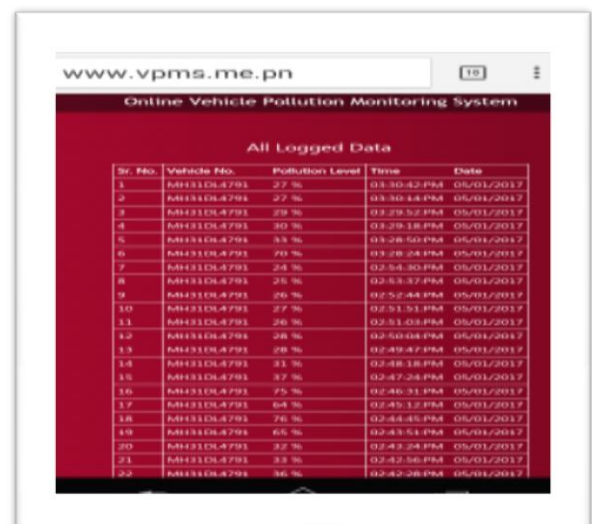 www.vpms.me.pn 18
Online Vehicle Pollution Monitoring System
All Logged Data
Sr. No. Vehicle No. Pollution Level Time Date
1 MH31DL4791 27 % 03:30:42:PM 05/01/2017
2 MH31DL4791 27 % 03:30:14:PM 05/01/2017
3 MH31DL4791 29 % 03:29:52:PM 05/01/2017
4 MH31DL4791 30 % 03:29:18:PM 05/01/2017
5 MH31DL4791 33 % 03:28:50:PM 05/01/2017
6 MH31DL4791 70 % 03:28:24:PM 05/01/2017
7 MH31DL4791 24 % 02:54:30:PM 05/01/2017
8 MH31DL4791 25 % 02:53:37:PM 05/01/2017
9 MH31DL4791 26 % 02:52:44:PM 05/01/2017
10 MH31DL4791 27 % 02:51:51:PM 05/01/2017
11 MH31DL4791 26 % 02:51:03:PM 05/01/2017
12 MH31DL4791 28 % 02:50:04:PM 05/01/2017
13 MH31DL4791 28 % 02:49:47:PM 05/01/2017
14 MH31DL4791 31 % 02:48:18:PM 05/01/2017
15 MH31DL4791 37 % 02:47:24:PM 05/01/2017
16 MH31DL4791 75 % 02:46:31:PM 05/01/2017
17 MH31DL4791 64 % 02:45:12:PM 05/01/2017
18 MH31DL4791 76 % 02:44:45:PM 05/01/2017
19 MH31DL4791 65 % 02:43:51:PM 05/01/2017
20 MH31DL4791 32 % 02:43:24:PM 05/01/2017
21 MH31DL4791 33 % 02:42:56:PM 05/01/2017
22 MH31DL4791 36 % 02:42:28:PM 05/01/2017